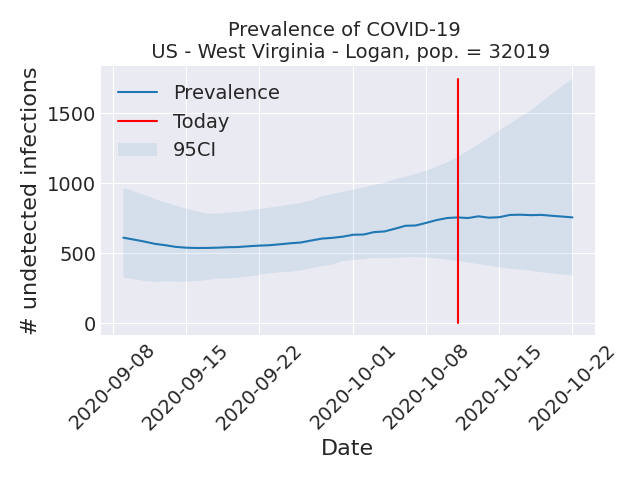 Prevalence of COVID-19
US - West Virginia - Logan, pop. = 32019
# undetected infections
1500
1000
500
0
Prevalence
Today
95CI
2020-09-08
2020-09-15
2020-09-22
2020-10-01
2020-10-08
2020-10-15
2020-10-22
Date